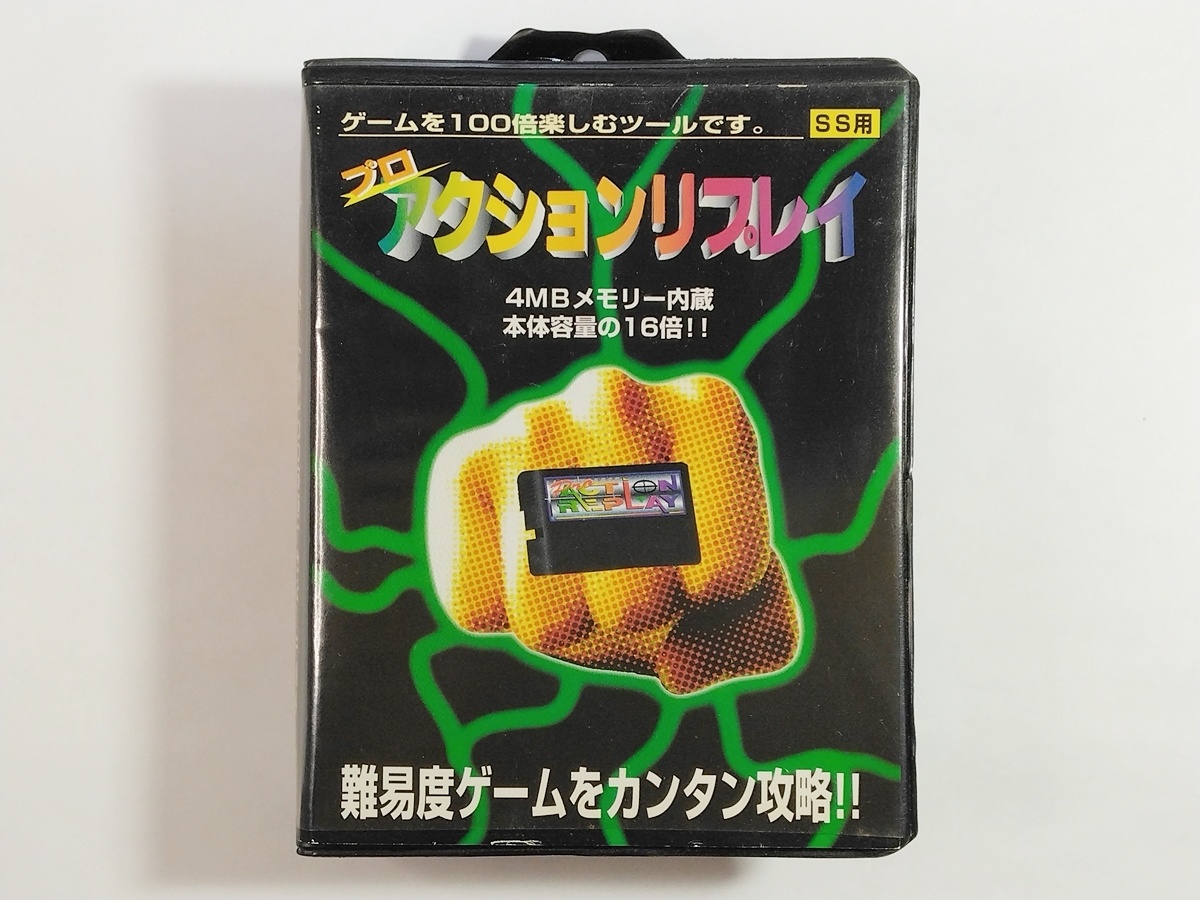 ゲームを100倍楽しむツールです。
SS用
プロ
アクションリプレイ
4MBメモリー内蔵
本体容量の16倍!!
Pro
ACTION
REPLAY
難易度ゲームをカンタン攻略!!